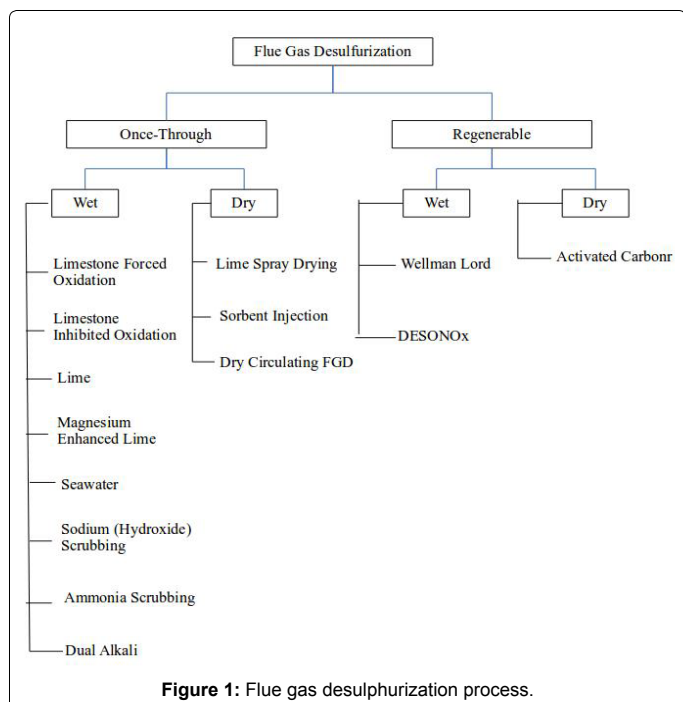 Flue Gas Desulfurization
Once-Through
Regenerable
Wet
Dry
Wet
Dry
Limestone Forced
Oxidation
Limestone
Inhibited Oxidation
Lime
Magnesium
Enhanced Lime
Seawater
Sodium (Hydroxide)
Scrubbing
Ammonia Scrubbing
Dual Alkali
Lime Spray Drying
Sorbent Injection
Dry Circulating FGD
Wellman Lord
DESONOx
Activated Carbonr
Figure 1: Flue gas desulphurization process.